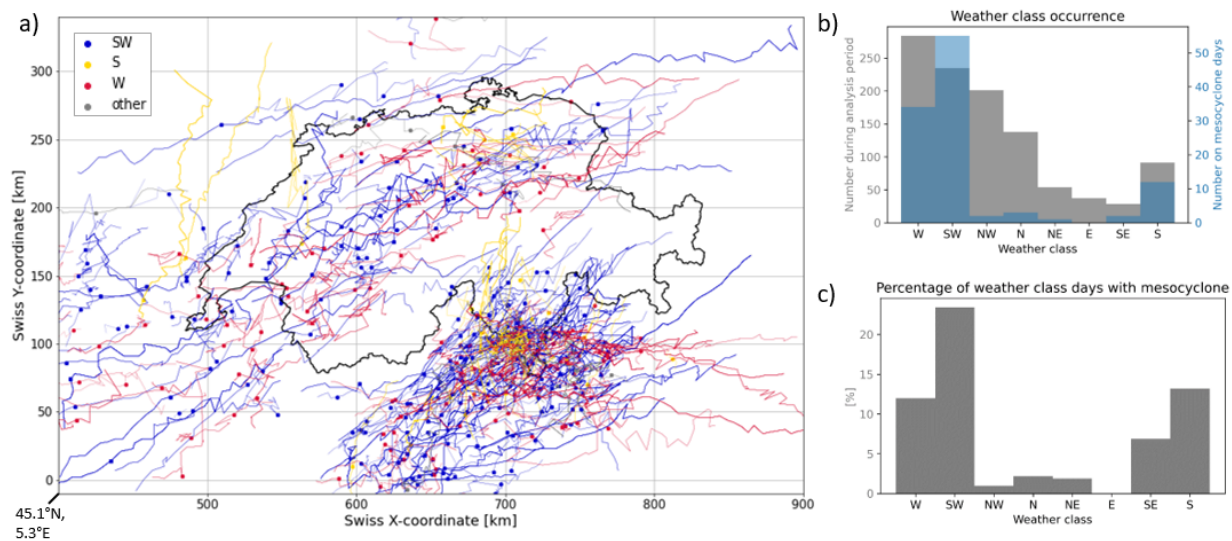 a)
SW
S
W
other
Swiss Y-coordinate [km]
300
250
200
150
100
50
0
500
600
700
800
900
Swiss X-coordinate [km]
45.1°N,
5.3°E
b)
Weather class occurrence
Number during analysis period
250
200
150
100
50
0
50
40
30
20
10
0
Number on mesocyclone days
W
SW
NW
N
NE
E
SE
S
Weather class
c)
Percentage of weather class days with mesocyclone
[%]
20
15
10
5
0
W
SW
NW
N
NE
E
SE
S
Weather class